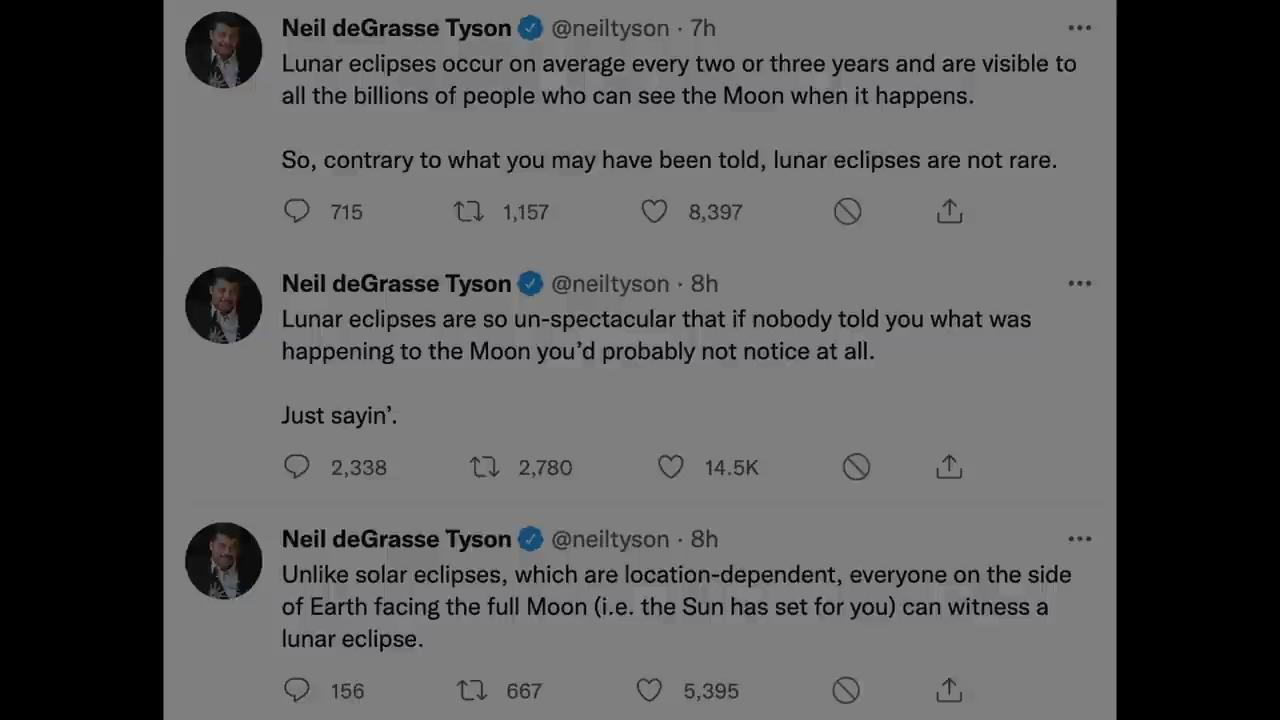 Neil deGrasse Tyson @neiltyson · 7h
Lunar eclipses occur on average every two or three years and are visible to
all the billions of people who can see the Moon when it happens.
So, contrary to what you may have been told, lunar eclipses are not rare.
715 1,157 8,397
Neil deGrasse Tyson @neiltyson · 8h
Lunar eclipses are so un-spectacular that if nobody told you what was
happening to the Moon you’d probably not notice at all.
Just sayin’.
2,338 2,780 14.5K
Neil deGrasse Tyson @neiltyson · 8h
Unlike solar eclipses, which are location-dependent, everyone on the side
of Earth facing the full Moon (i.e. the Sun has set for you) can witness a
lunar eclipse.
156 667 5,395